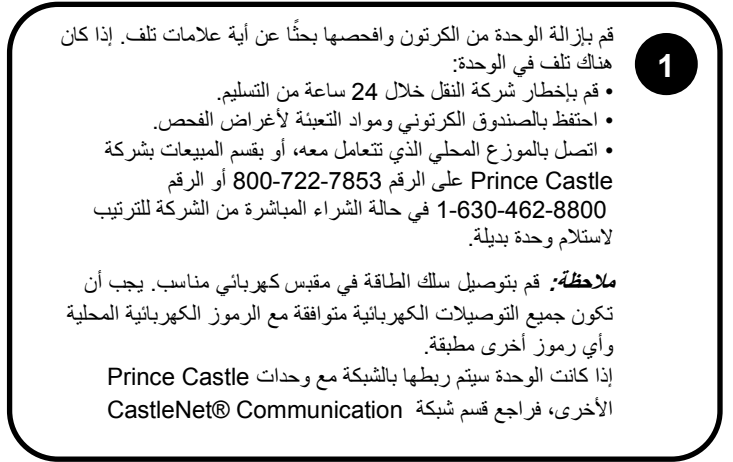 1
قم بإزالة الوحدة من الكرتون وافحصها بحثًا عن أية علامات تلف. إذا كان
هناك تلف في الوحدة:
• قم بإخطار شركة النقل خلال 24 ساعة من التسليم.
• احتفظ بالصندوق الكرتوني ومواد التعبئة لأغراض الفحص.
• اتصل بالموزع المحلي الذي تتعامل معه، أو بقسم المبيعات بشركة
Prince Castle على الرقم 7853-722-800 أو الرقم
1-630-462-8800 في حالة الشراء المباشرة من الشركة للترتيب
لاستلام وحدة بديلة.
ملاحظة: قم بتوصيل سلك الطاقة في مقبس كهربائي مناسب. يجب أن
تكون جميع التوصيلات الكهربائية متوافقة مع الرموز الكهربائية المحلية
وأي رموز أخرى مطبقة.
إذا كانت الوحدة سيتم ربطها بالشبكة مع وحدات Prince Castle
الأخرى، فراجع قسم شبكة CastleNet® Communication